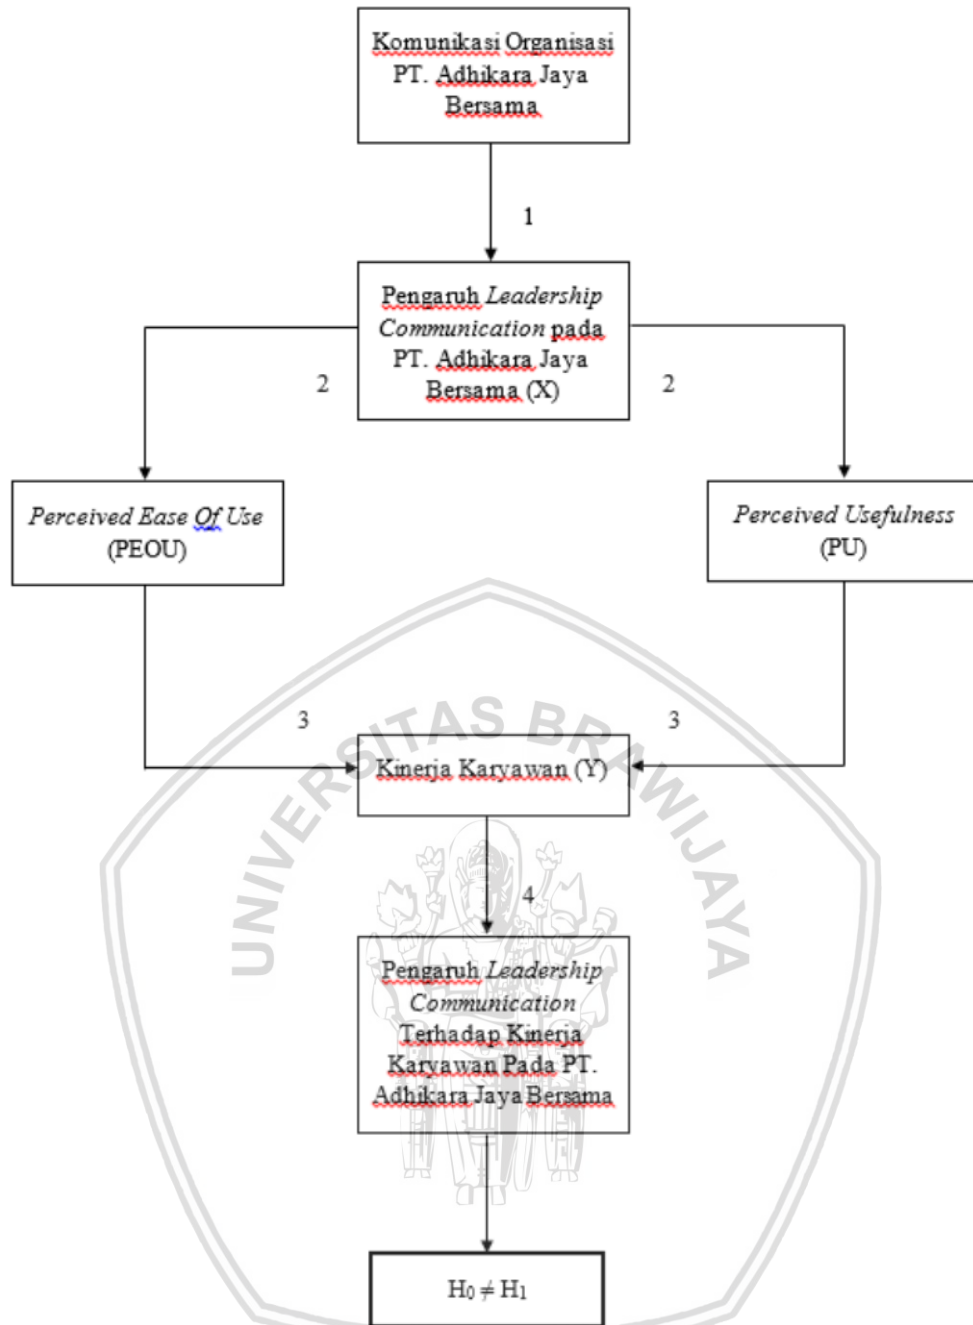 Komunikasi Organisasi
PT. Adhikara Jaya
Bersama
1
Pengaruh Leadership
Communication pada
PT. Adhikara Jaya
Bersama (X)
2
2
Perceived Ease Of Use
(PEOU)
Perceived Usefulness
(PU)
3
3
UNIVERSITAS BRAWIJAYA
Kinerja Karyawan (Y)
4
Pengaruh Leadership
Communication
Terhadap Kinerja
Karyawan Pada PT.
Adhikara Jaya Bersama
H₀ ≠ H₁